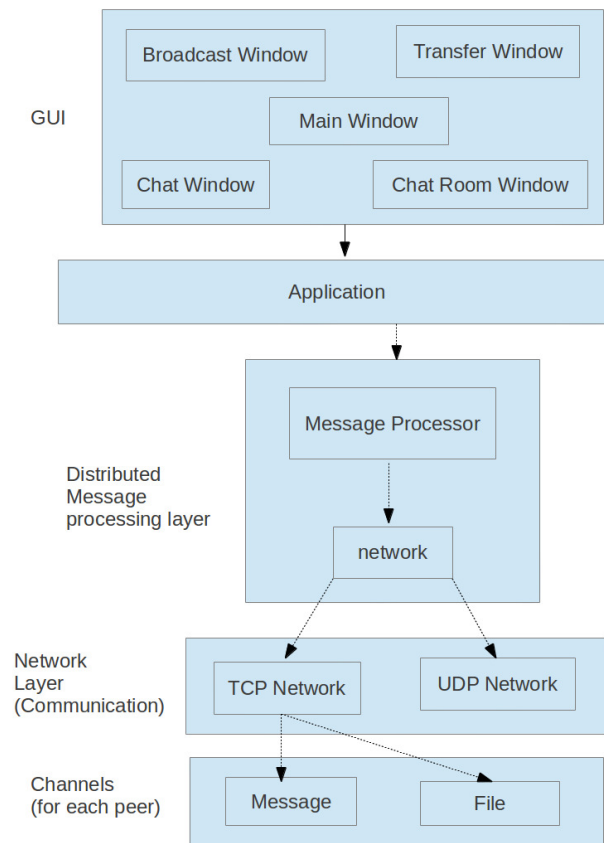 Broadcast Window
Transfer Window
GUI
Main Window
Chat Window
Chat Room Window
Application
Message Processor
Distributed
Message
processing layer
network
Network
Layer
(Communication)
TCP Network
UDP Network
Channels
(for each peer)
Message
File